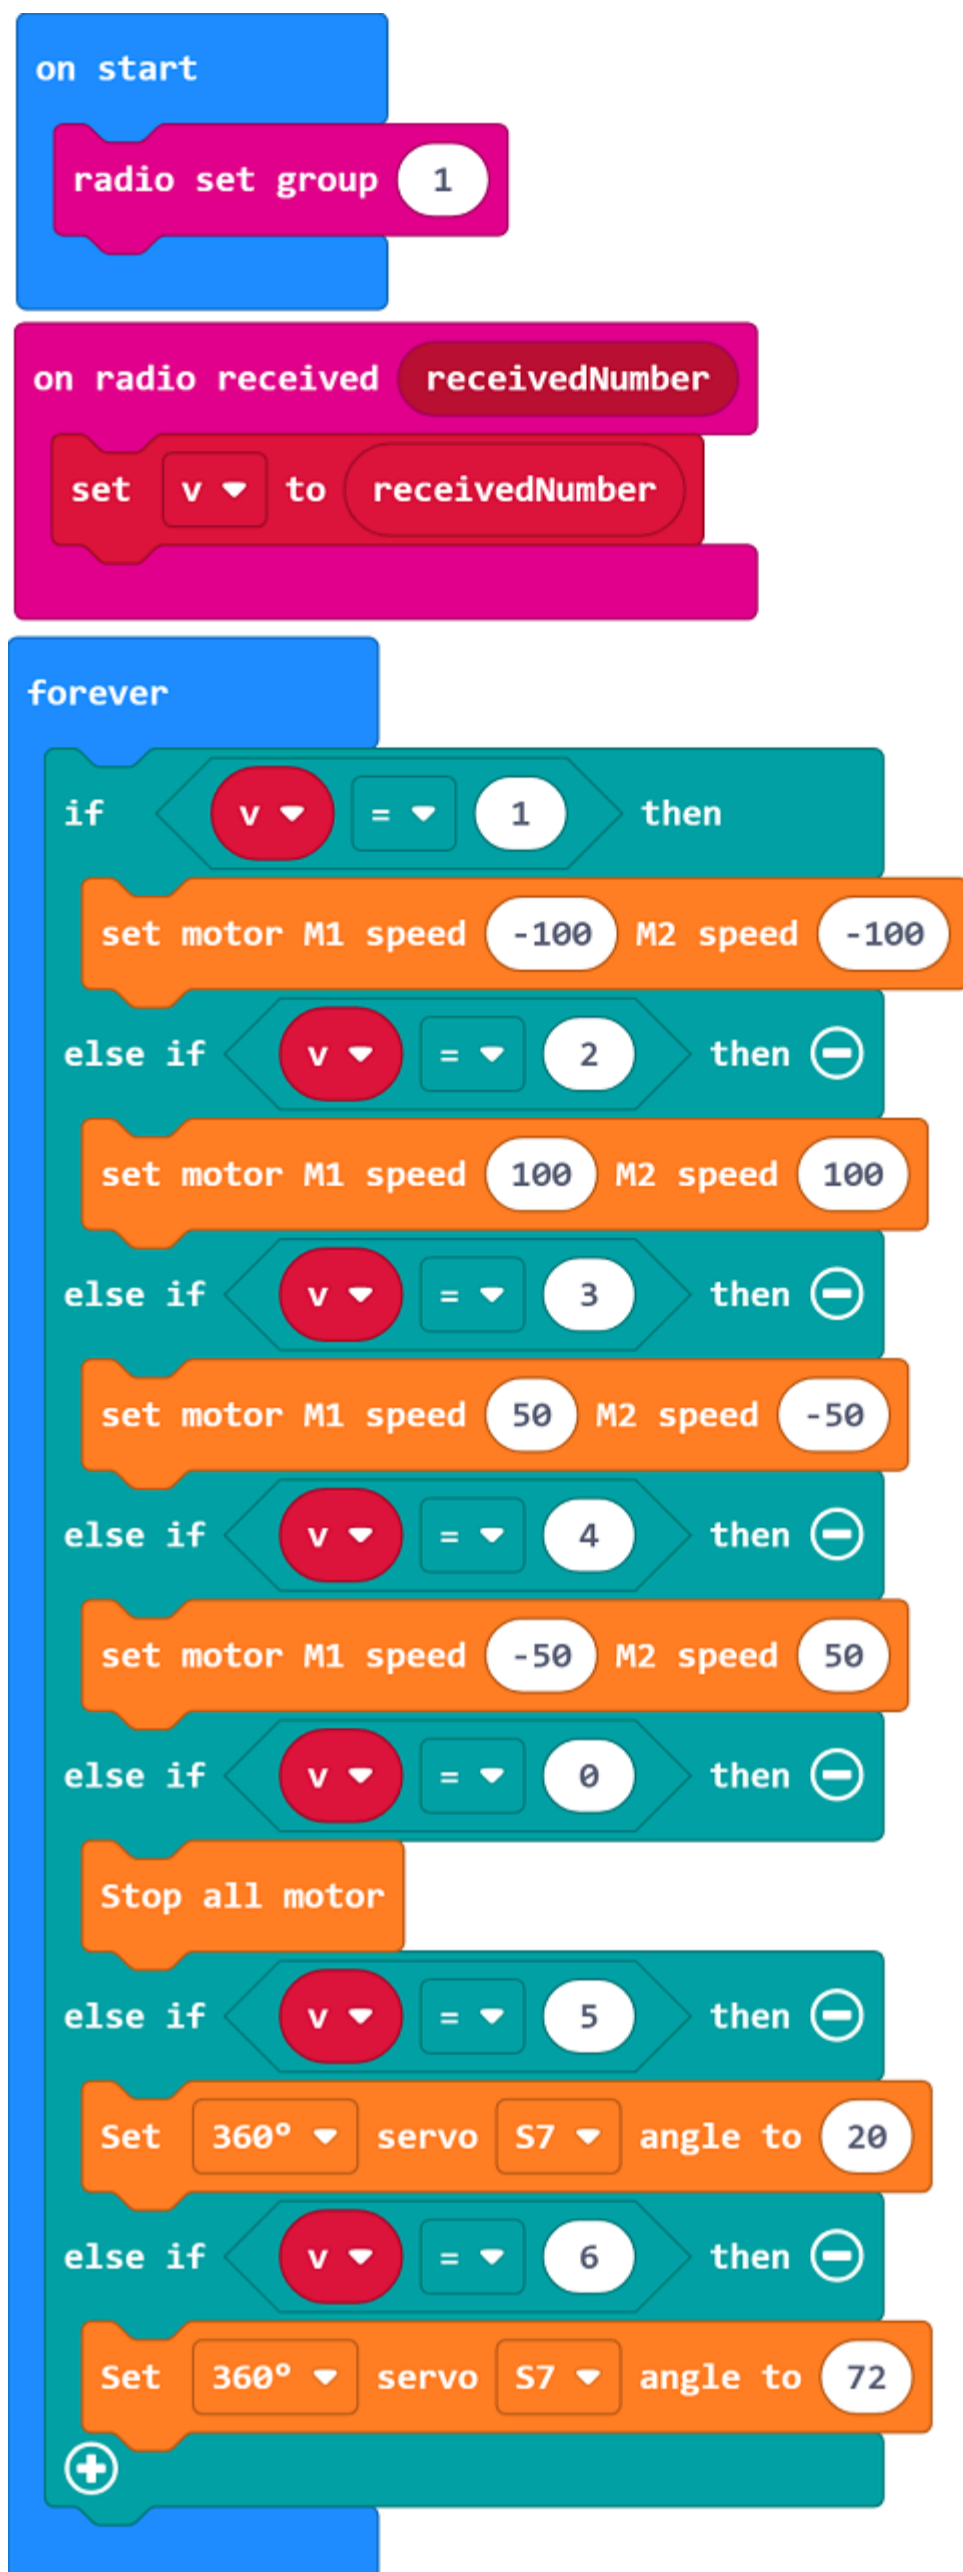 on start
radio set group 1
on radio received receivedNumber
set v to receivedNumber
forever
if v = 1 then
set motor M1 speed -100 M2 speed -100
else if v = 2 then
set motor M1 speed 100 M2 speed 100
else if v = 3 then
set motor M1 speed 50 M2 speed -50
else if v = 4 then
set motor M1 speed -50 M2 speed 50
else if v = 0 then
Stop all motor
else if v = 5 then
Set 360° servo S7 angle to 20
else if v = 6 then
Set 360° servo S7 angle to 72